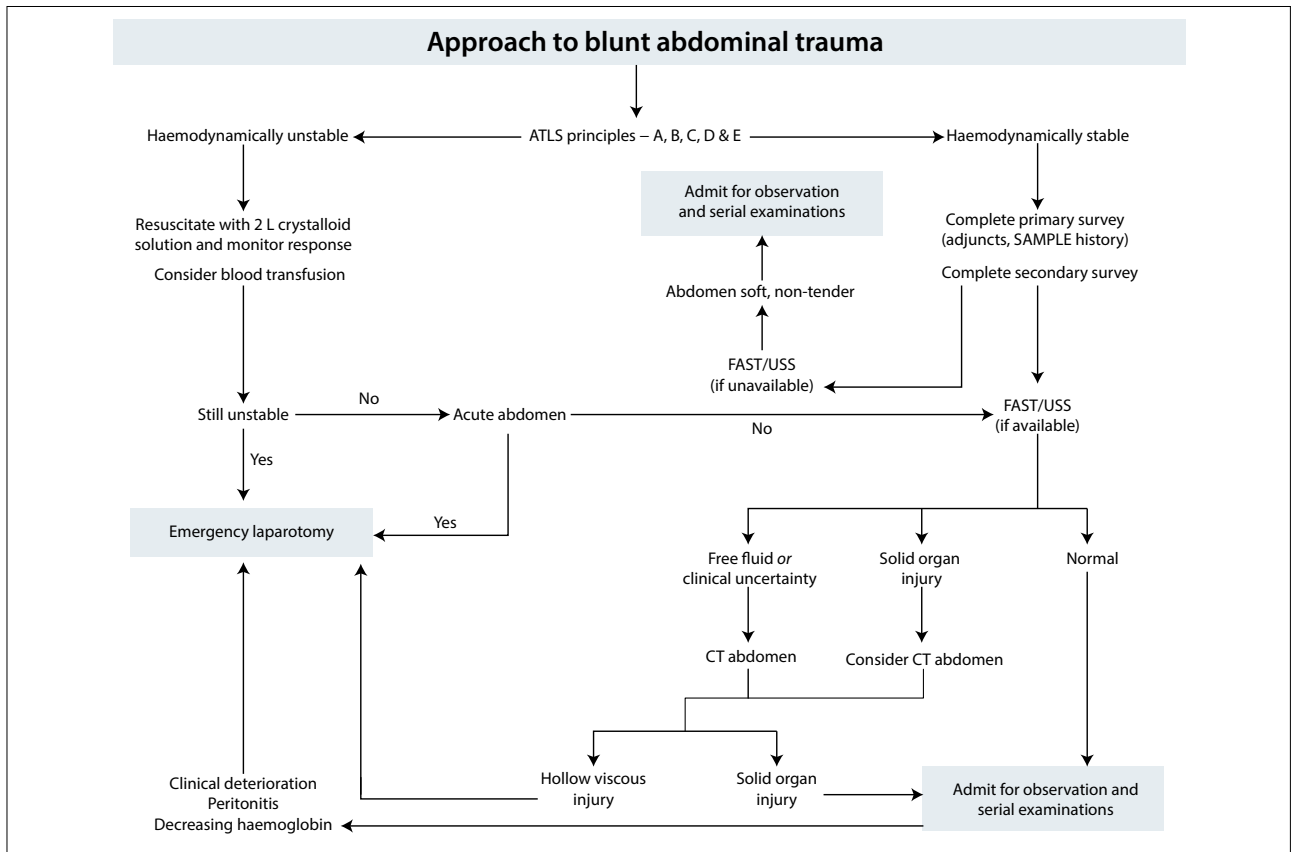 Approach to blunt abdominal trauma
Haemodynamically unstable
ATLS principles – A, B, C, D & E
Haemodynamically stable
Resuscitate with 2 L crystalloid
solution and monitor response
Consider blood transfusion
Admit for observation
and serial examinations
Complete primary survey
(adjuncts, SAMPLE history)
Complete secondary survey
Abdomen soft, non-tender
FAST/USS
(if unavailable)
Still unstable
No
Acute abdomen
No
FAST/USS
(if available)
Yes
Emergency laparotomy
Yes
Free fluid or
clinical uncertainty
Solid organ
injury
Normal
CT abdomen
Consider CT abdomen
Clinical deterioration
Peritonitis
Decreasing haemoglobin
Hollow viscous
injury
Solid organ
injury
Admit for observation and
serial examinations